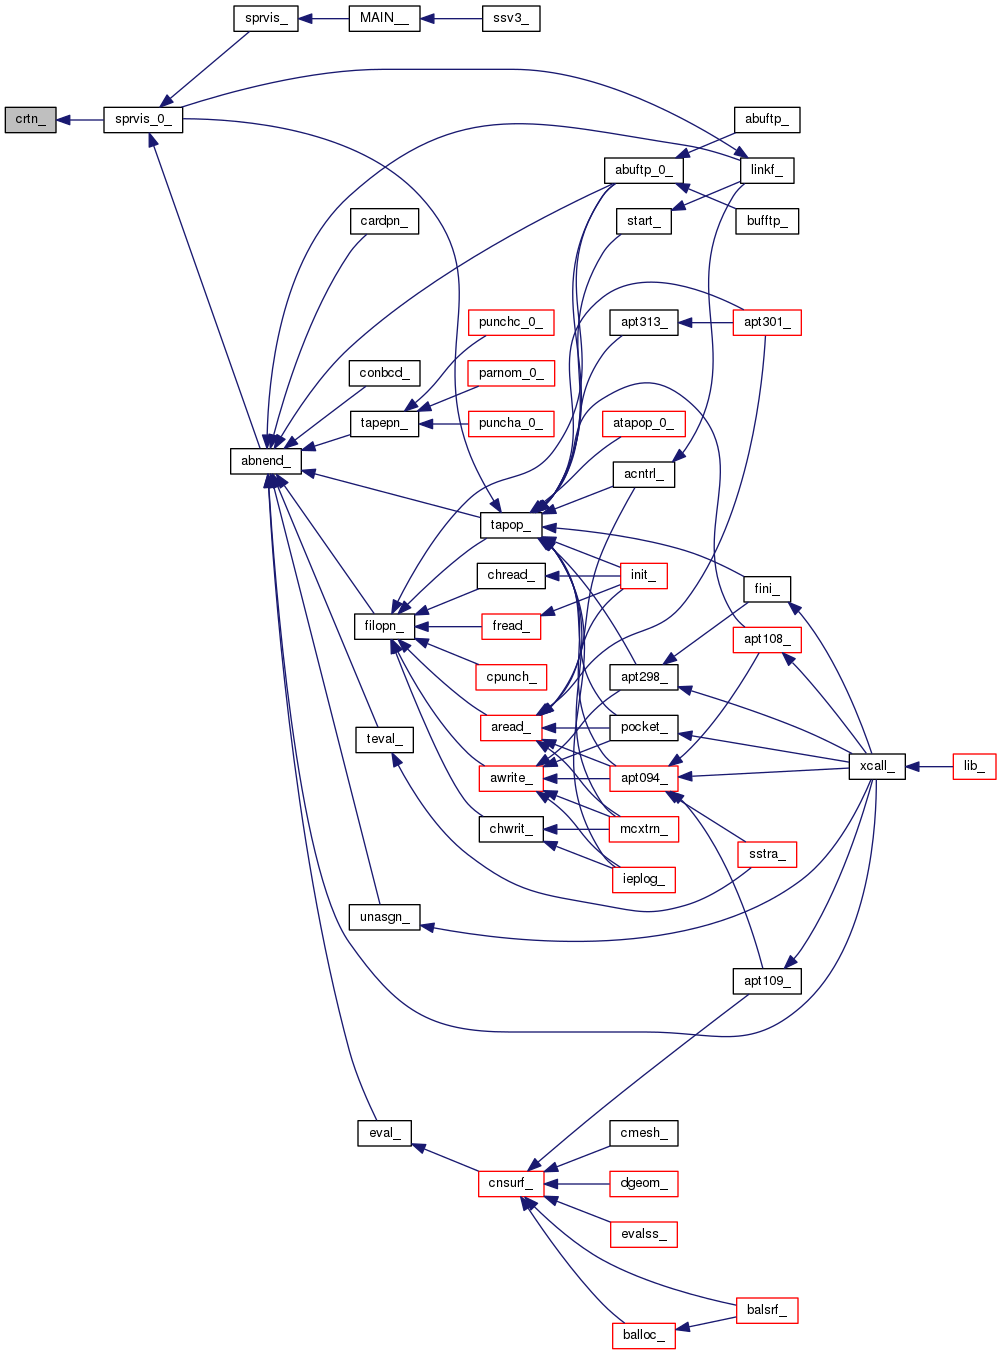 sprvis_
MAIN__
ssv3_
crtn_
sprvis_0_
abuftp_
abuftp_0_
linkf_
cardpn_
start_
bufftp_
punchc_0_
apt313_
apt301_
conbcd_
parnom_0_
tapepn_
puncha_0_
atapop_0_
abnend_
acntrl_
tapop_
chread_
init_
fini_
filopn_
fread_
apt108_
cpunch_
apt298_
aread_
pocket_
teval_
xcall_
lib_
awrite_
apt094_
chwrit_
mcxtrn_
sstra_
ieplog_
unasgn_
apt109_
eval_
cmesh_
cnsurf_
dgeom_
evalss_
balsrf_
balloc_